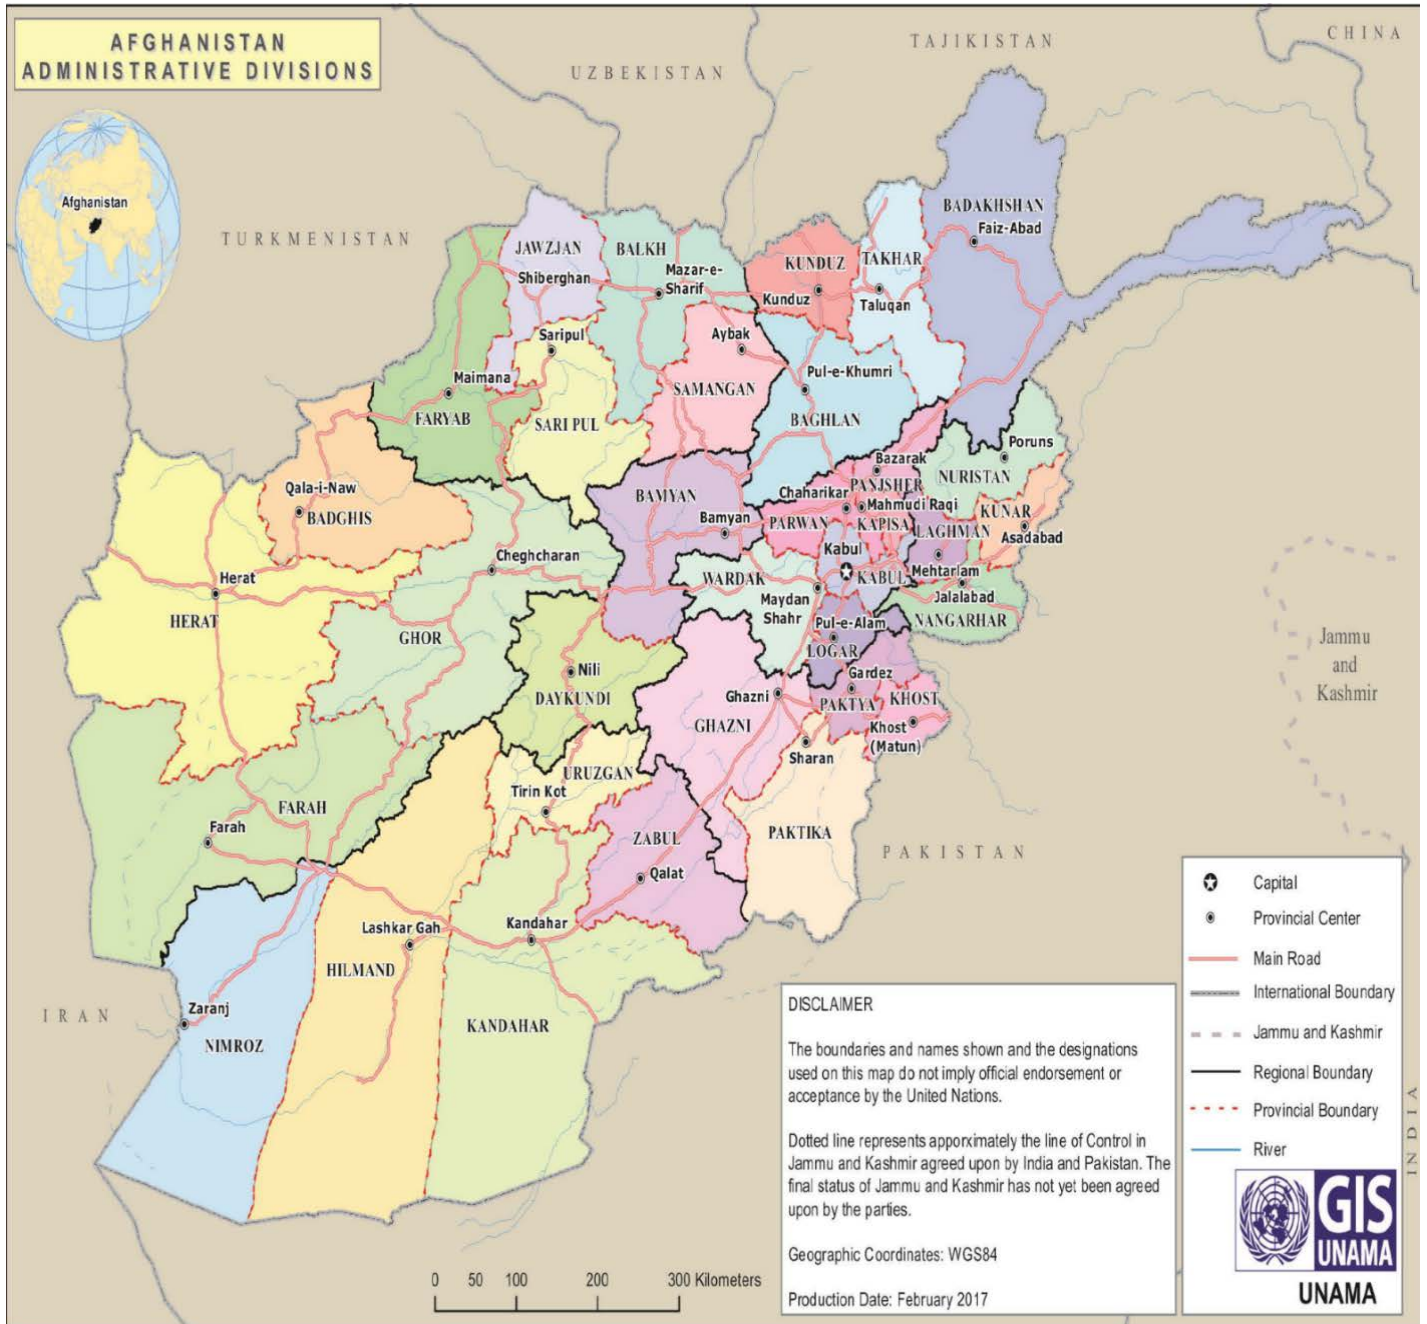 AFGHANISTAN
ADMINISTRATIVE DIVISIONS
Afghanistan
UZBEKISTAN
TAJIKISTAN
CHINA
TURKMENISTAN
BADAKHSHAN
Faiz-Abad
JAWZJAN
Shiberghan
BALKH
Mazar-e-
Sharif
KUNDUZ
Kunduz
TAKHAR
Taluqan
Saripul
Aybak
Maimana
FARYAB
SAMANGAN
Pul-e-Khumri
BAGHLAN
SARI PUL
Poruns
Bazarak
NURISTAN
PANJSHER
Qala-i-Naw
BADGHIS
BAMYAN
Bamyan
Chaharikar
Mahmudi Raqi
PARWAN
KAPISA
KUNAR
LAGHMAN
Asadabad
Kabul
Cheghcharan
Mehtarlam
Herat
WARDAK
KABUL
Maydan
Shahr
Jalalabad
HERAT
NANGARHAR
GHOR
Pul-e-Alam
LOGAR
Jammu
and
Kashmir
Nili
DAYKUNDI
Gardez
Ghazni
PAKTYA
KHOST
GHAZNI
Khost
(Matun)
Sharan
URUZGAN
Tirin Kot
FARAH
Farah
ZABUL
PAKTIKA
PAKISTAN
Qalat
Lashkar Gah
Kandahar
HILMAND
IRAN
Zaranj
NIMROZ
KANDAHAR
INDIA
0 50 100 200 300 Kilometers
DISCLAIMER
The boundaries and names shown and the designations
used on this map do not imply official endorsement or
acceptance by the United Nations.
Dotted line represents apporximately the line of Control in
Jammu and Kashmir agreed upon by India and Pakistan. The
final status of Jammu and Kashmir has not yet been agreed
upon by the parties.
Geographic Coordinates: WGS84
Production Date: February 2017
Capital
Provincial Center
Main Road
International Boundary
Jammu and Kashmir
Regional Boundary
Provincial Boundary
River
GIS
UNAMA
UNAMA